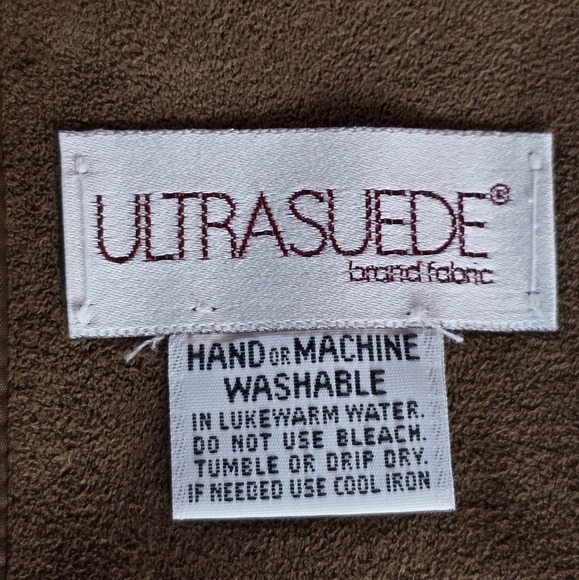 ULTRASUEDE®
brand fabric
HAND OR MACHINE
WASHABLE
IN LUKEWARM WATER.
DO NOT USE BLEACH.
TUMBLE OR DRIP DRY.
IF NEEDED USE COOL IRON